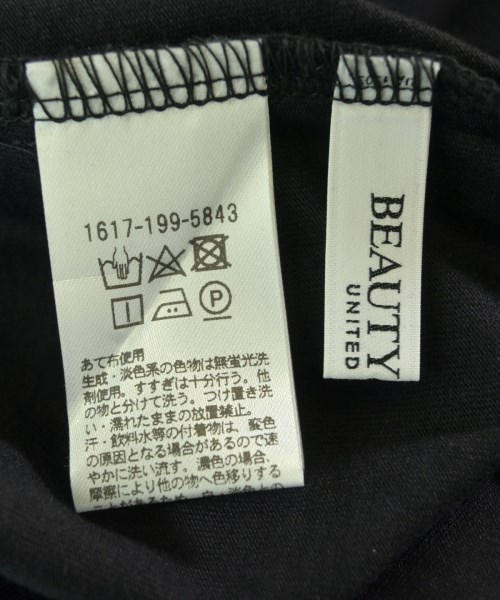 1617-199-5843
P
あて布使用
生成・淡色系の色物は無蛍光洗
剤使用。すすぎは十分行う。他
の物と分けて洗う。つけ置き洗
い・濡れたままの放置禁止。
汗・飲料水等の付着物は、変色
の原因となる場合があるので速
やかに洗い流す。濃色の場合、
摩擦により他の物へ色移りする
BEAUTY
UNITED